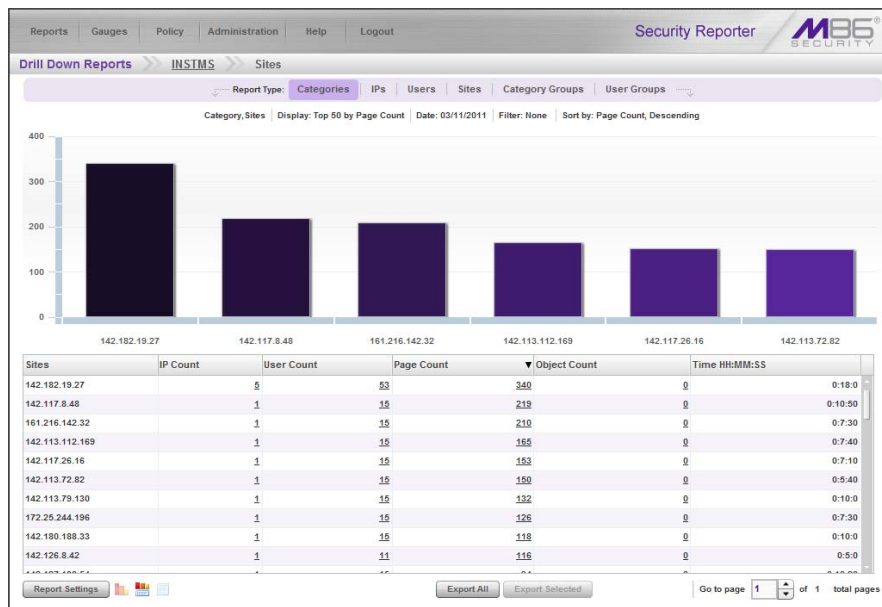 Reports Gauges Policy Administration Help Logout Security Reporter M86® SECURITY
Drill Down Reports INSTMS Sites
Report Type: Categories IPs Users Sites Category Groups User Groups
Category,Sites Display: Top 50 by Page Count Date: 03/11/2011 Filter: None Sort by: Page Count, Descending
400
300
200
100
0
142.182.19.27 142.117.8.48 161.216.142.32 142.113.112.169 142.117.26.16 142.113.72.82
Sites IP Count User Count Page Count ▼ Object Count Time HH:MM:SS
142.182.19.27 5 53 340 0 0:18:0
142.117.8.48 1 15 219 0 0:10:50
161.216.142.32 1 15 210 0 0:7:30
142.113.112.169 1 15 165 0 0:7:40
142.117.26.16 1 15 153 0 0:7:10
142.113.72.82 1 15 150 0 0:5:40
142.113.79.130 1 15 132 0 0:10:0
172.25.244.196 1 15 126 0 0:7:30
142.180.188.33 1 15 118 0 0:10:0
142.126.8.42 1 11 116 0 0:5:0
Report Settings Export All Export Selected Go to page 1 of 1 total pages